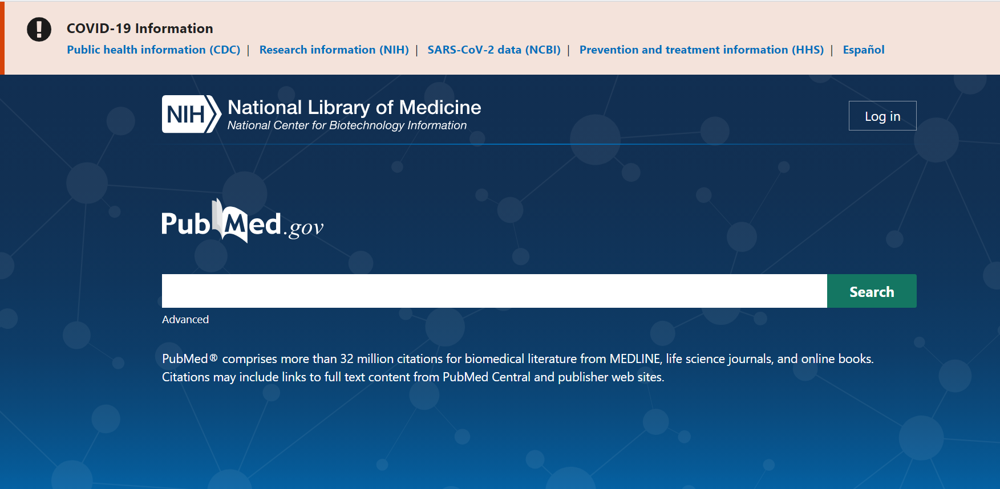 COVID-19 Information
Public health information (CDC) | Research information (NIH) | SARS-CoV-2 data (NCBI) | Prevention and treatment information (HHS) | Español
NIH National Library of Medicine
National Center for Biotechnology Information
Log in
PubMed.gov
Search
Advanced
PubMed® comprises more than 32 million citations for biomedical literature from MEDLINE, life science journals, and online books.
Citations may include links to full text content from PubMed Central and publisher web sites.